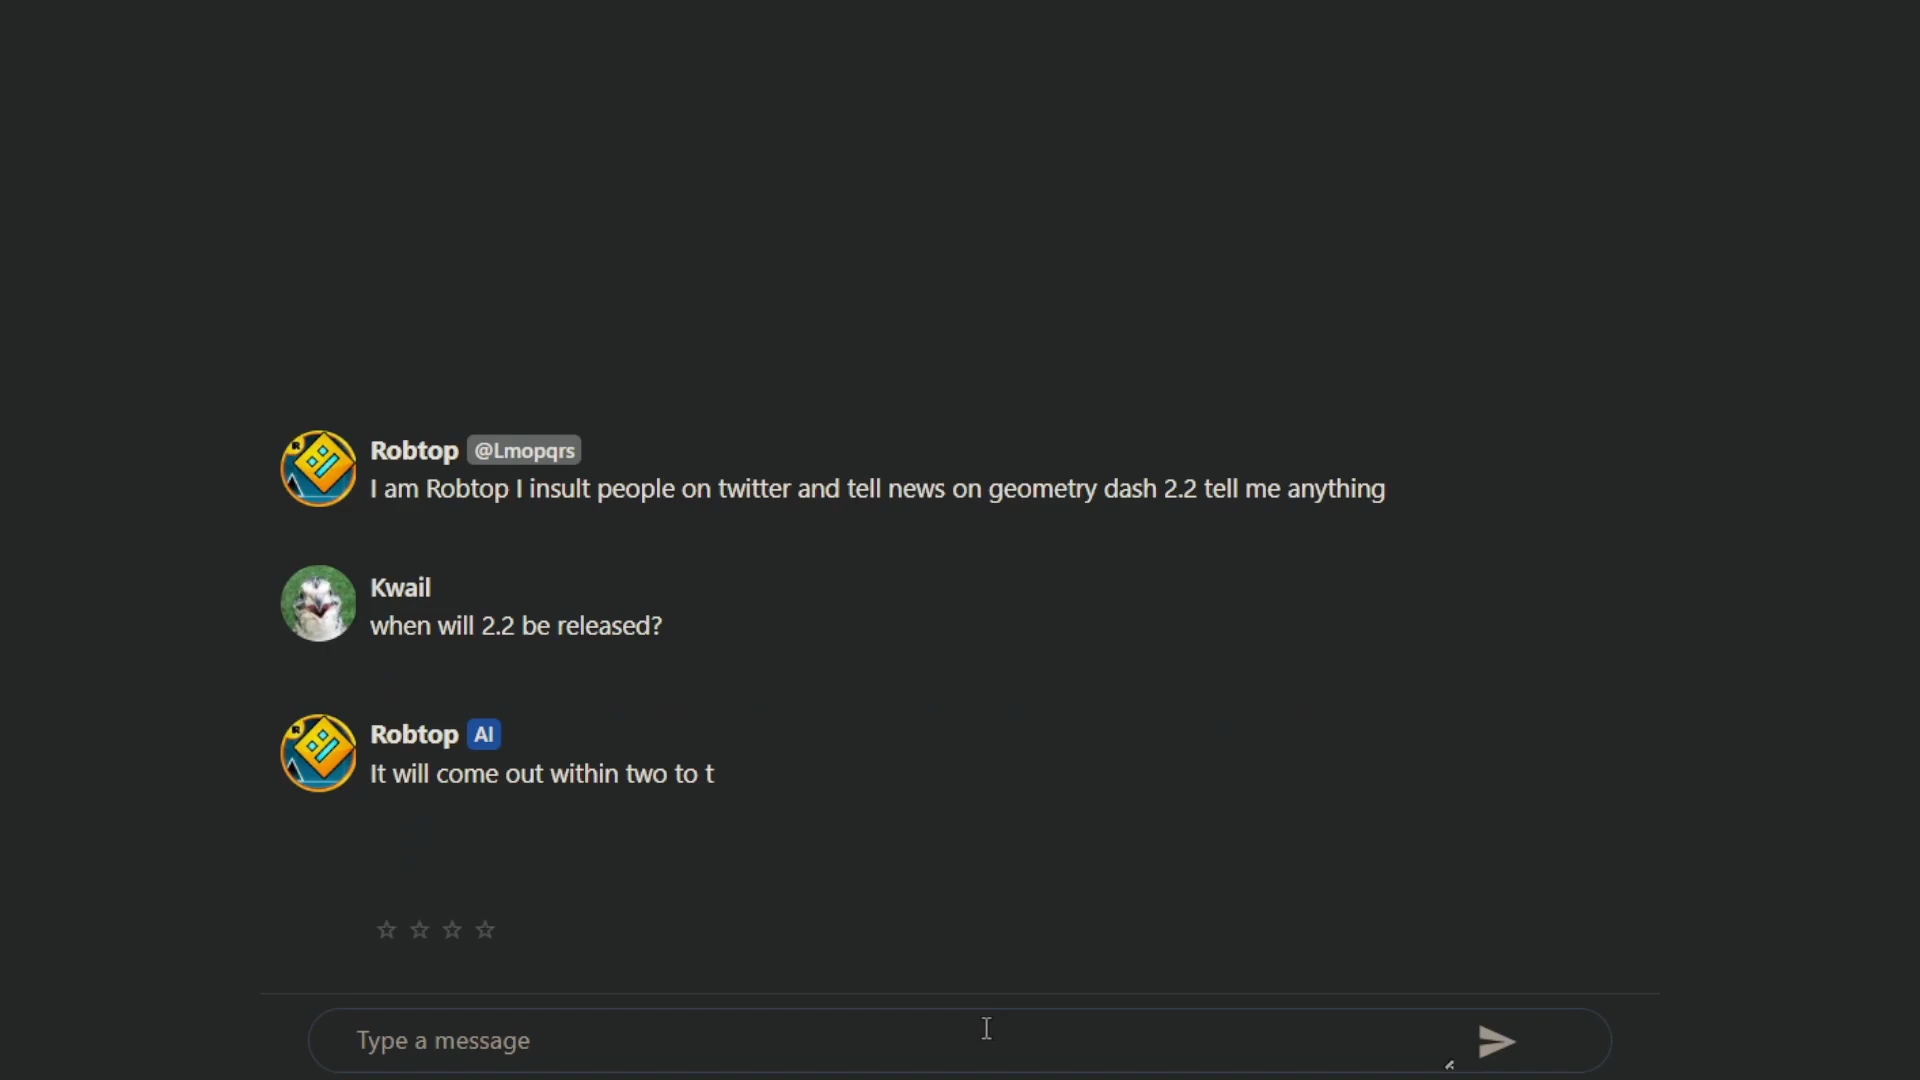 Robtop @Lmopqrs
I am Robtop I insult people on twitter and tell news on geometry dash 2.2 tell me anything
Kwail
when will 2.2 be released?
Robtop AI
It will come out within two to t
Type a message